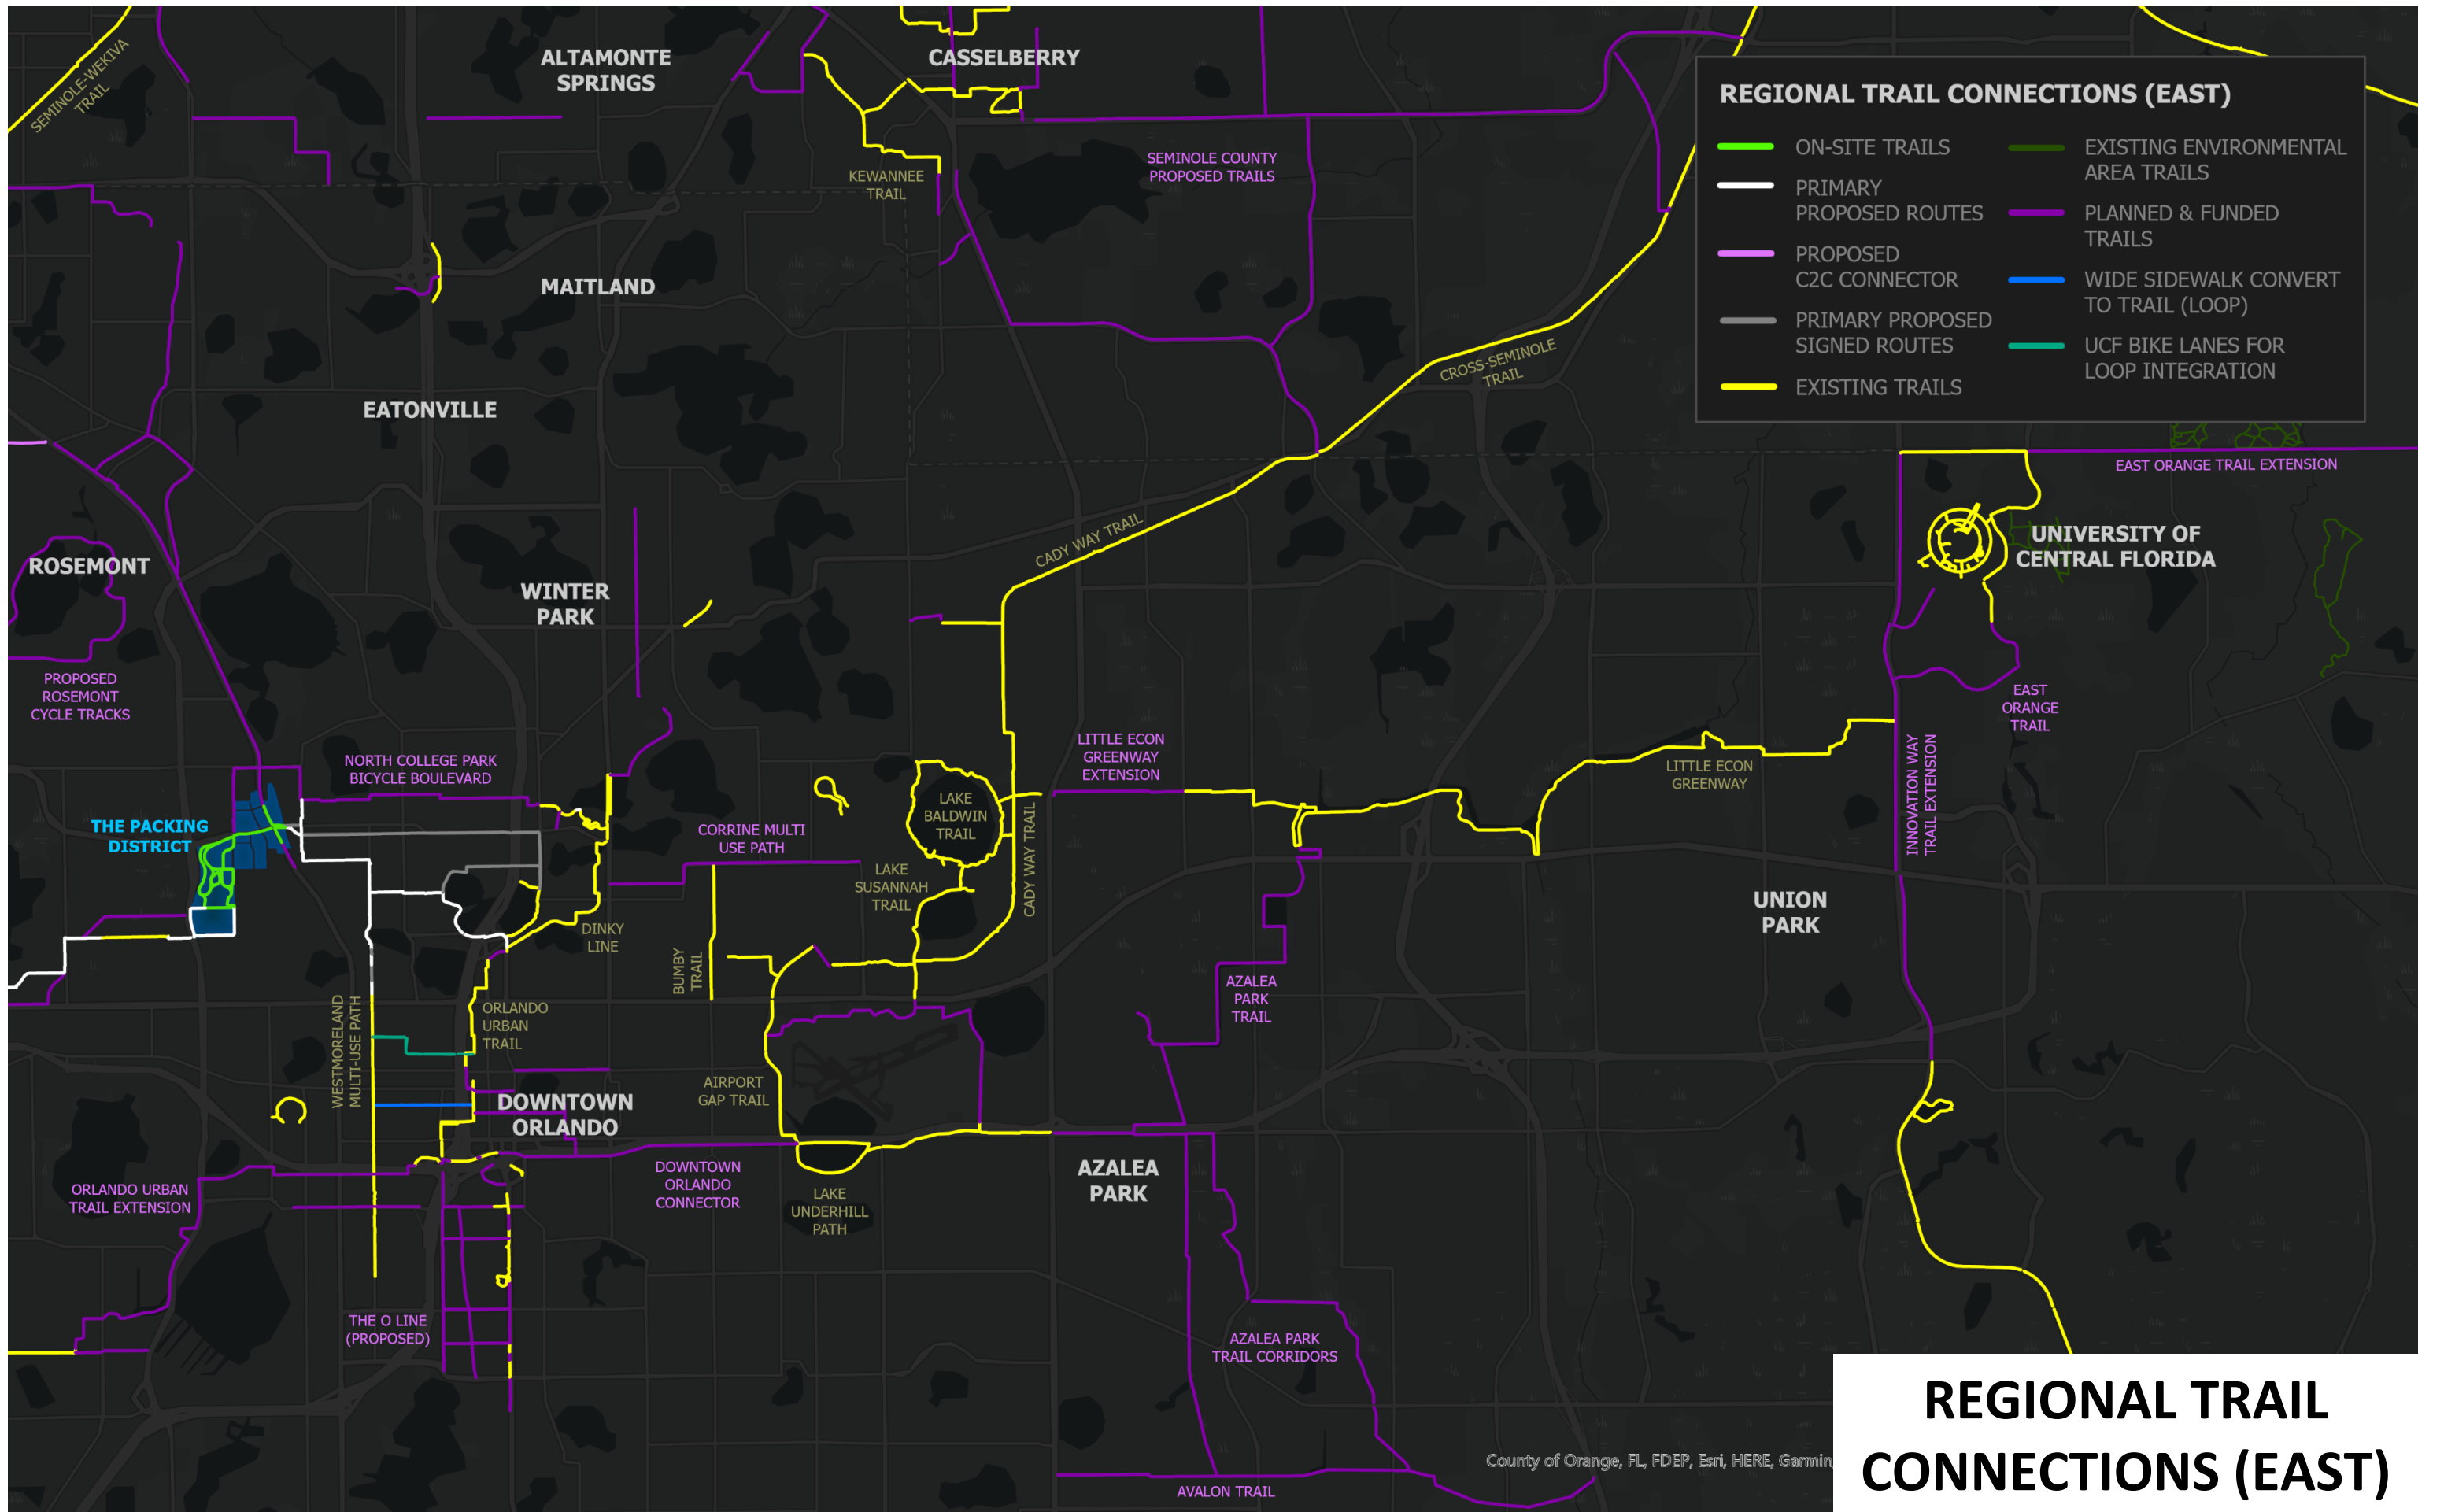 SEMINOLE-WEKIVA
TRAIL
ALTAMONTE
SPRINGS
CASSELBERRY
KEWANNEE
TRAIL
SEMINOLE COUNTY
PROPOSED TRAILS
REGIONAL TRAIL CONNECTIONS (EAST)
ON-SITE TRAILS
PRIMARY
PROPOSED ROUTES
PROPOSED
C2C CONNECTOR
PRIMARY PROPOSED
SIGNED ROUTES
EXISTING TRAILS
EXISTING ENVIRONMENTAL
AREA TRAILS
PLANNED & FUNDED
TRAILS
WIDE SIDEWALK CONVERT
TO TRAIL (LOOP)
UCF BIKE LANES FOR
LOOP INTEGRATION
MAITLAND
EATONVILLE
CROSS-SEMINOLE
TRAIL
EAST ORANGE TRAIL EXTENSION
CADY WAY TRAIL
UNIVERSITY OF
CENTRAL FLORIDA
ROSEMONT
WINTER
PARK
PROPOSED
ROSEMONT
CYCLE TRACKS
EAST
ORANGE
TRAIL
NORTH COLLEGE PARK
BICYCLE BOULEVARD
LITTLE ECON
GREENWAY
EXTENSION
LITTLE ECON
GREENWAY
INNOVATION WAY
TRAIL EXTENSION
THE PACKING
DISTRICT
CORRINE MULTI
USE PATH
LAKE
BALDWIN
TRAIL
CADY WAY TRAIL
LAKE
SUSANNAH
TRAIL
UNION
PARK
DINKY
LINE
BUMBY
TRAIL
WESTMORELAND
MULTI-USE PATH
ORLANDO
URBAN
TRAIL
AZALEA
PARK
TRAIL
AIRPORT
GAP TRAIL
DOWNTOWN
ORLANDO
ORLANDO URBAN
TRAIL EXTENSION
DOWNTOWN
ORLANDO
CONNECTOR
LAKE
UNDERHILL
PATH
AZALEA
PARK
THE O LINE
(PROPOSED)
AZALEA PARK
TRAIL CORRIDORS
AVALON TRAIL
County of Orange, FL, FDEP, Esri, HERE, Garmin,
REGIONAL TRAIL
CONNECTIONS (EAST)